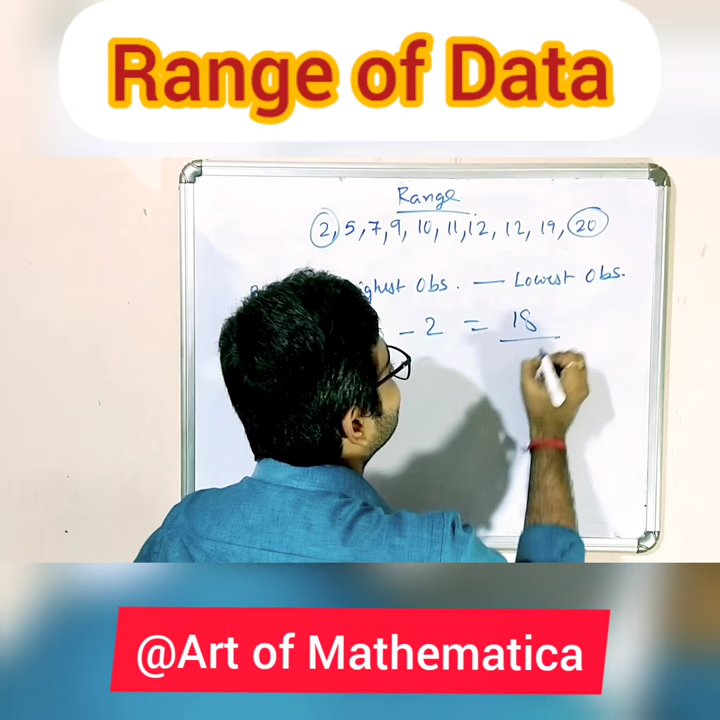 Range of Data
Range
2, 5, 7, 9, 10, 11, 12, 12, 19, 20
Obs. — Lowest Obs.
- 2 = 18
@Art of Mathematica